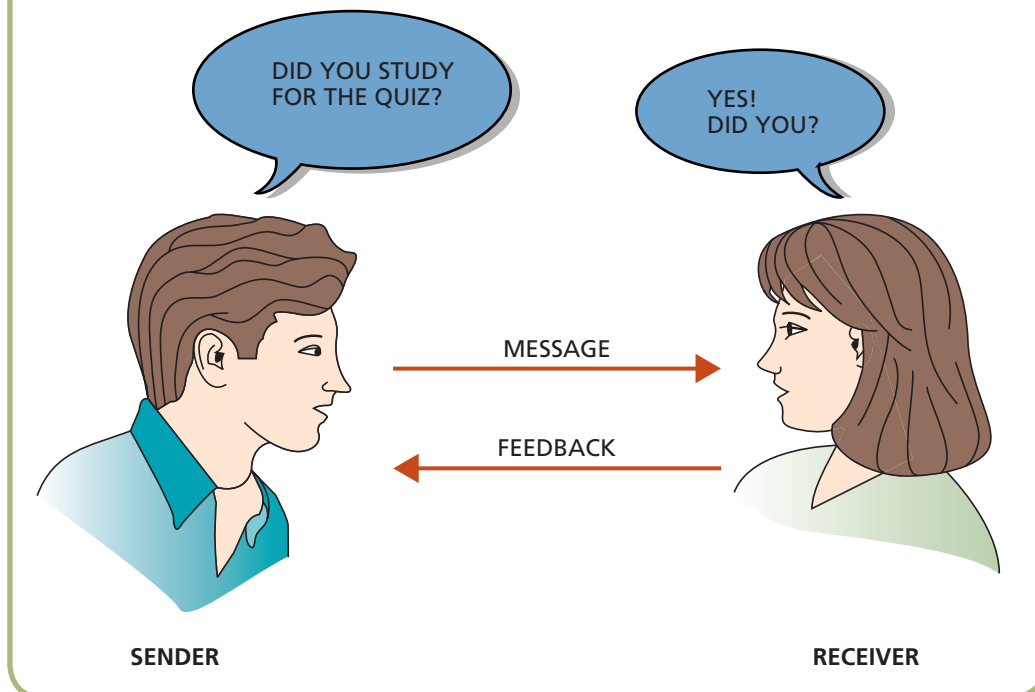 DID YOU STUDY
FOR THE QUIZ?
YES!
DID YOU?
MESSAGE
FEEDBACK
SENDER
RECEIVER